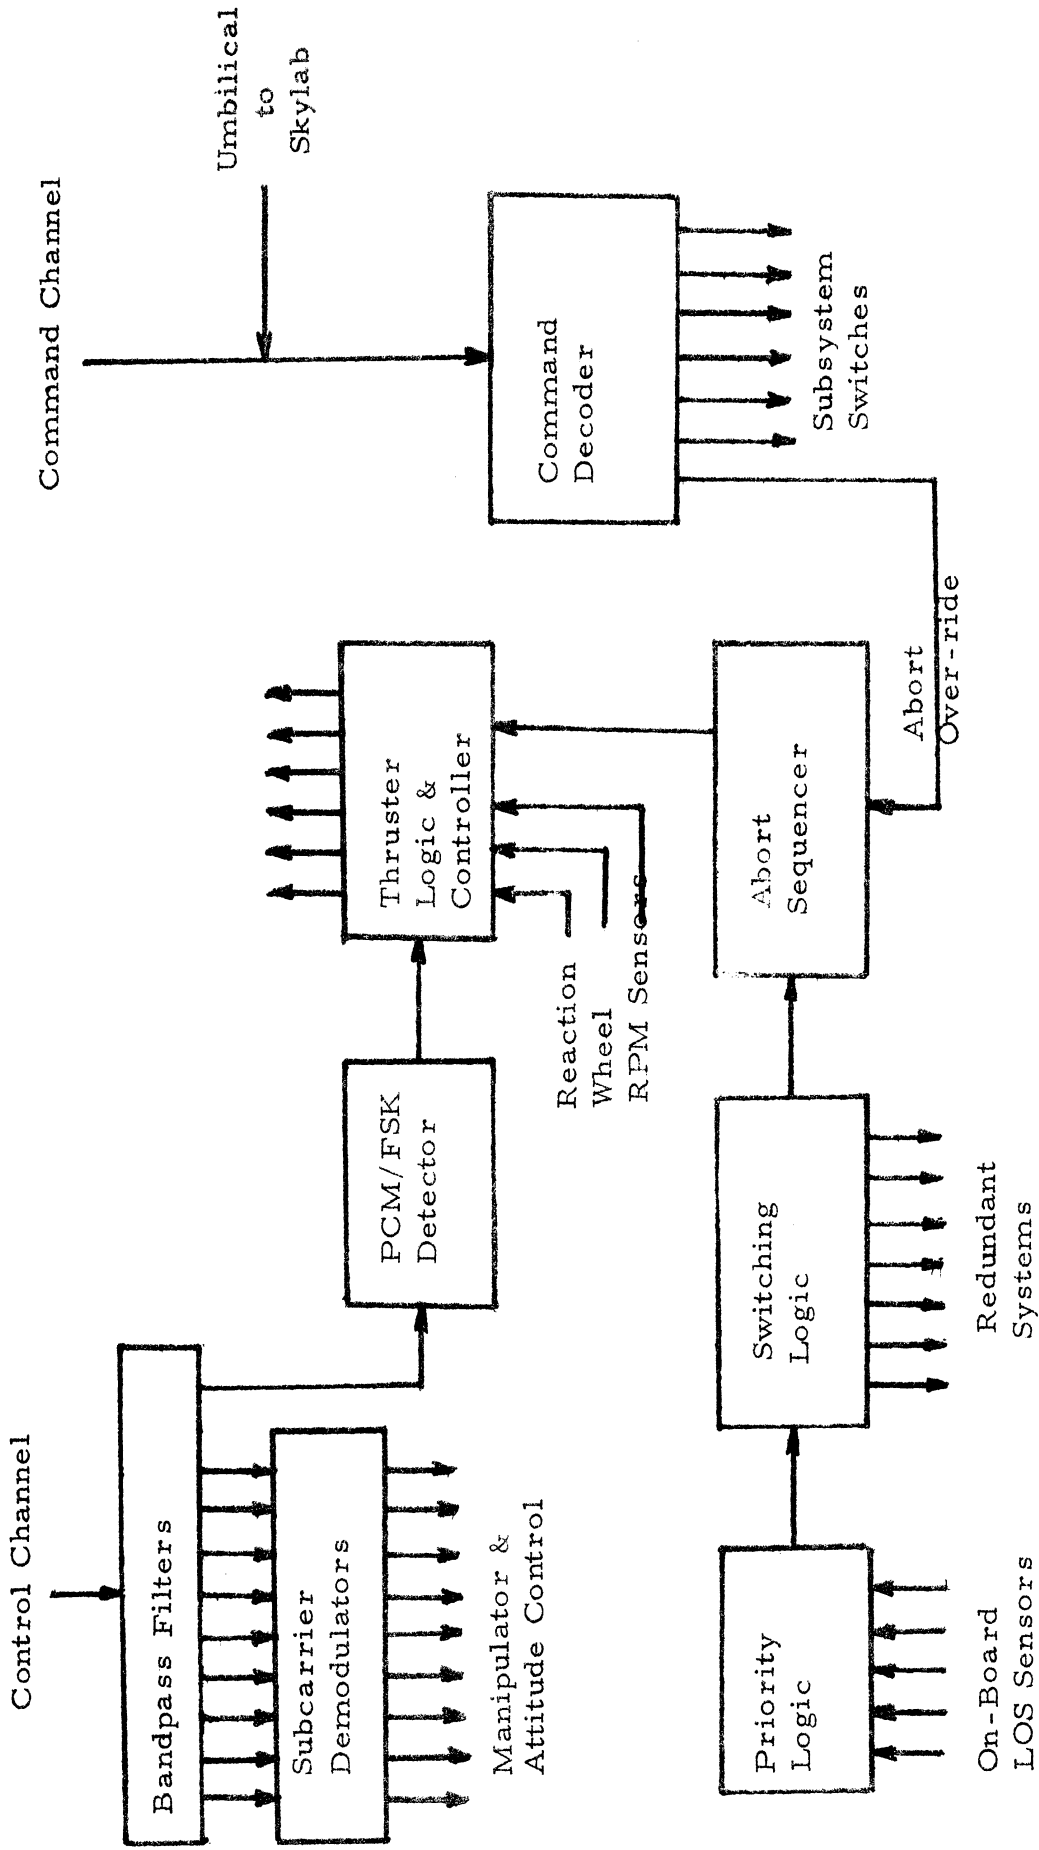 Control Channel
Command Channel
Umbilical
to
Skylab
Bandpass Filters
Subcarrier
Demodulators
Manipulator &
Attitude Control
PCM/FSK
Detector
Thruster
Logic &
Controller
Reaction
Wheel
RPM Sensors
Command
Decoder
Subsystem
Switches
Priority
Logic
On-Board
LOS Sensors
Switching
Logic
Redundant
Systems
Abort
Sequencer
Abort
Over-ride